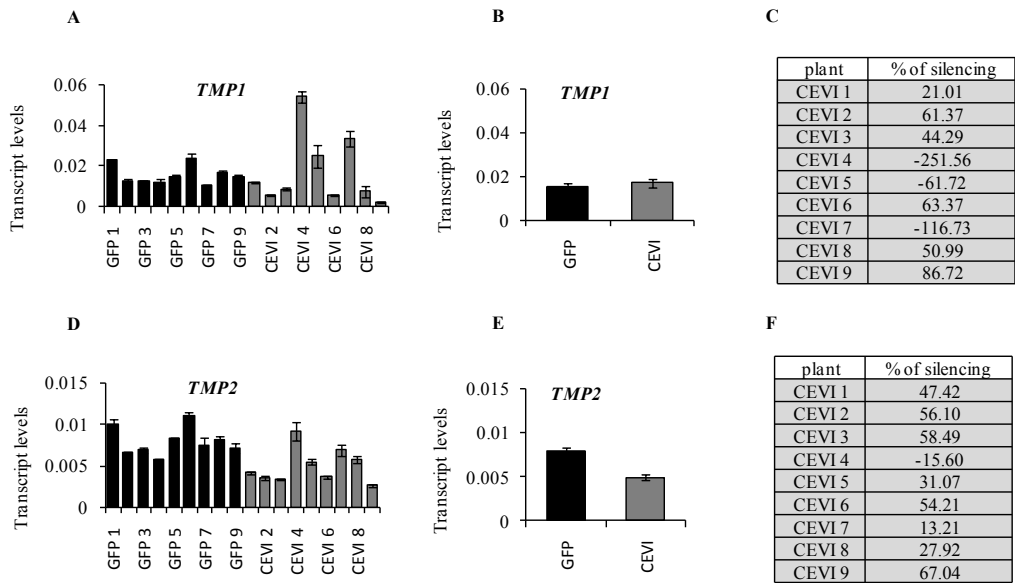 A
Transcript levels
TMP1
0.06
0.04
0.02
0
GFP 1
GFP 3
GFP 5
GFP 7
GFP 9
CEVI 2
CEVI 4
CEVI 6
CEVI 8
B
Transcript levels
TMP1
0.06
0.04
0.02
0
GFP
CEVI
C
plant % of silencing
CEVI 1 21.01
CEVI 2 61.37
CEVI 3 44.29
CEVI 4 -251.56
CEVI 5 -61.72
CEVI 6 63.37
CEVI 7 -116.73
CEVI 8 50.99
CEVI 9 86.72
D
Transcript levels
TMP2
0.015
0.01
0.005
0
GFP 1
GFP 3
GFP 5
GFP 7
GFP 9
CEVI 2
CEVI 4
CEVI 6
CEVI 8
E
Transcript levels
TMP2
0.015
0.01
0.005
0
GFP
CEVI
F
plant % of silencing
CEVI 1 47.42
CEVI 2 56.10
CEVI 3 58.49
CEVI 4 -15.60
CEVI 5 31.07
CEVI 6 54.21
CEVI 7 13.21
CEVI 8 27.92
CEVI 9 67.04